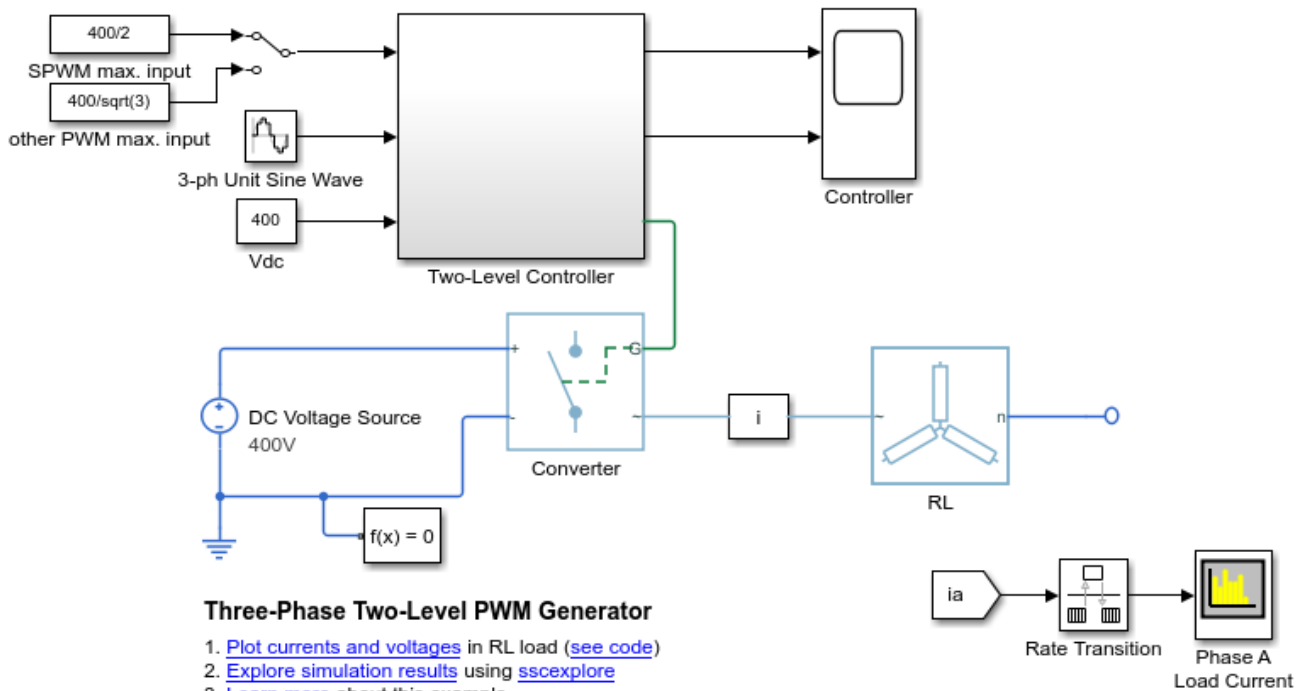 400/2
SPWM max. input
400/sqrt(3)
other PWM max. input
3-ph Unit Sine Wave
400
Vdc
Two-Level Controller
Controller
+
G
DC Voltage Source
400V
-
~
Converter
i
~
n
RL
f(x) = 0
ia
Rate Transition
Phase A
Load Current
Three-Phase Two-Level PWM Generator
1. Plot currents and voltages in RL load (see code)
2. Explore simulation results using sscexplore
3. Learn more about this example